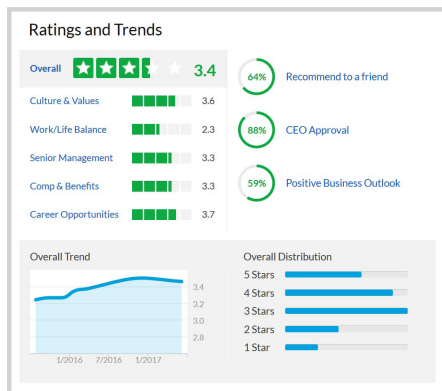 Ratings and Trends
Overall 3.4
Culture & Values 3.6
Work/Life Balance 2.3
Senior Management 3.3
Comp & Benefits 3.3
Career Opportunities 3.7
64% Recommend to a friend
88% CEO Approval
59% Positive Business Outlook
Overall Trend
3.4
3.2
3.0
2.8
1/2016 7/2016 1/2017
Overall Distribution
5 Stars
4 Stars
3 Stars
2 Stars
1 Star